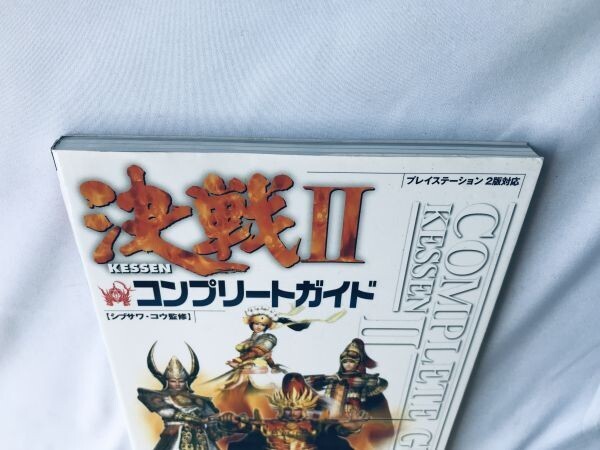 プレイステーション 2版対応
決戦II
KESSEN
コンプリートガイド
[シブサワ・コウ監修]
COMPLETE G
KESSEN II